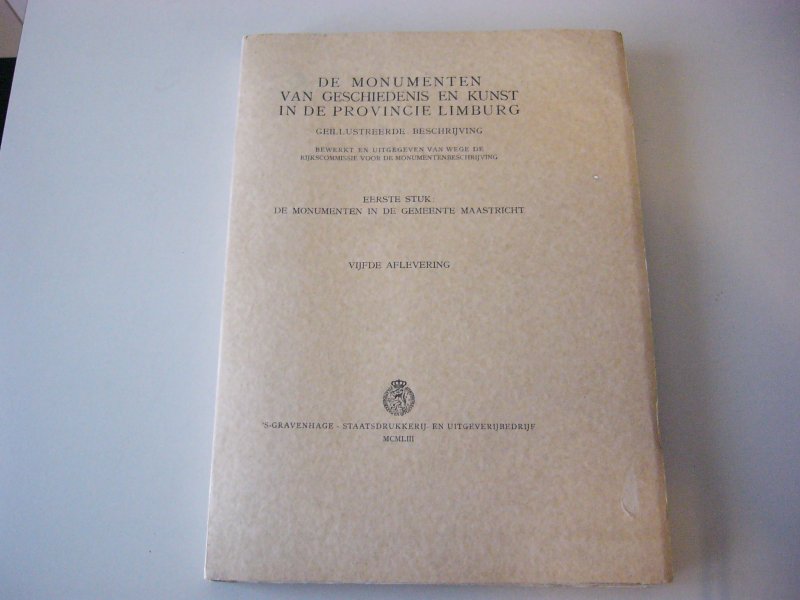 DE MONUMENTEN
VAN GESCHIEDENIS EN KUNST
IN DE PROVINCIE LIMBURG
GEÏLLUSTREERDE BESCHRIJVING
BEWERKT EN UITGEGEVEN VAN WEGE DE
RIJKSCOMMISSIE VOOR DE MONUMENTENBESCHRIJVING
EERSTE STUK:
DE MONUMENTEN IN DE GEMEENTE MAASTRICHT
VIJFDE AFLEVERING
'S-GRAVENHAGE - STAATSDRUKKERIJ- EN UITGEVERIJBEDRIJF
MCMLIII